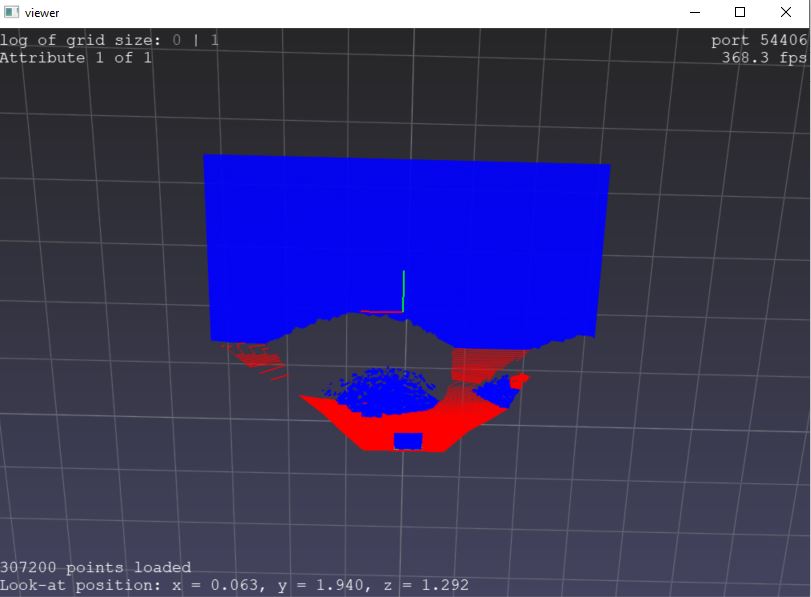 viewer
log of grid size: 0 | 1
port 54406
Attribute 1 of 1
368.3 fps
307200 points loaded
Look-at position: x = 0.063, y = 1.940, z = 1.292